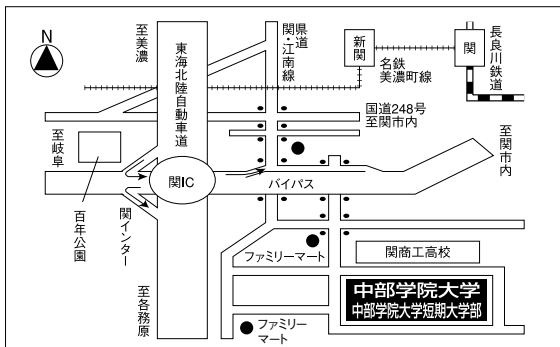 N
至美濃
東海北陸自動車道
県道
関・江南線
新関
名鉄
美濃町線
関
長良川鉄道
国道248号
至関市内
至岐阜
百年公園
関インター
関IC
バイパス
至関市内
ファミリーマート
関商工高校
中部学院大学
中部学院大学短期大学部
至各務原
ファミリー
マート